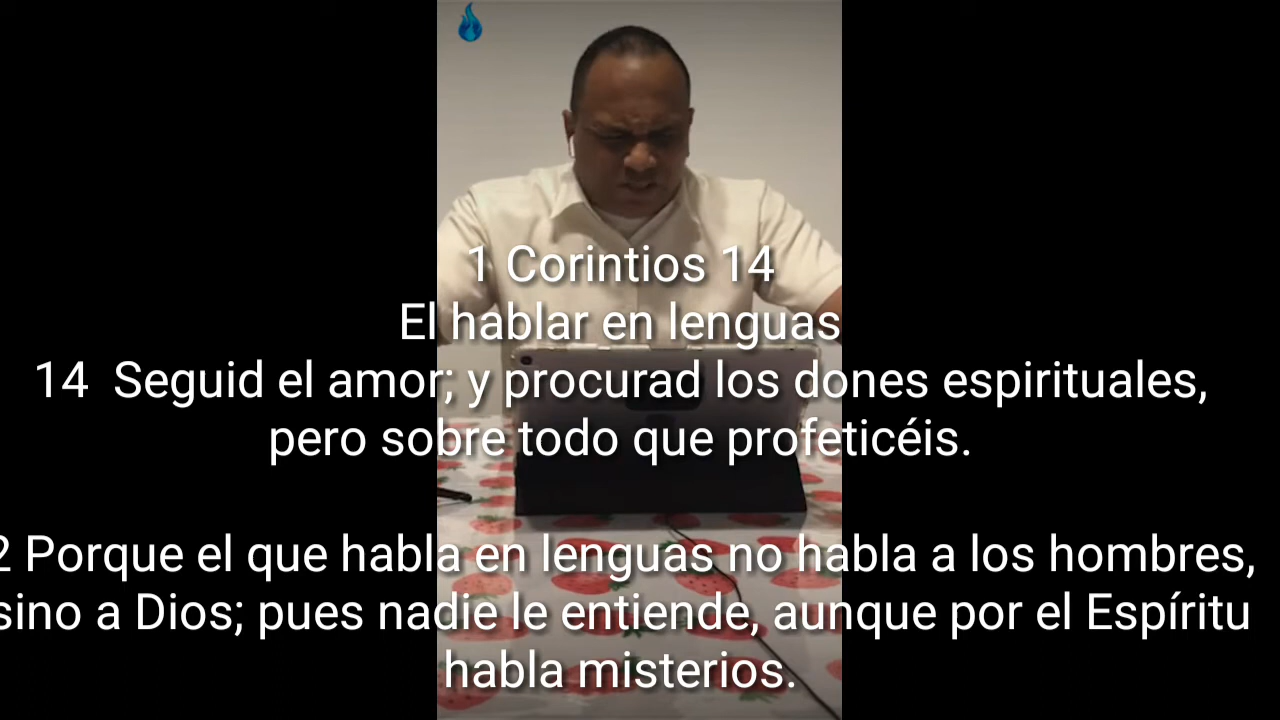 1 Corintios 14
El hablar en lenguas
14 Seguid el amor; y procurad los dones espirituales,
pero sobre todo que profeticéis.
2 Porque el que habla en lenguas no habla a los hombres,
sino a Dios; pues nadie le entiende, aunque por el Espíritu
habla misterios.